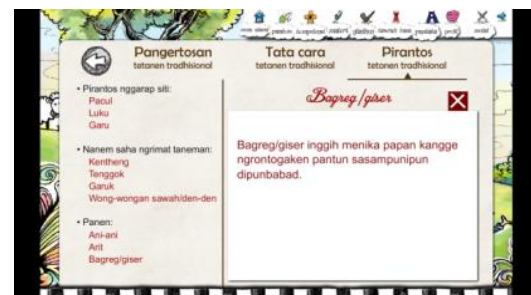 Pangertosan
tetanen tradhisional
Tata cara
tetanen tradhisional
Pirantos
tetanen tradhisional
• Pirantos nggarap siti:
Pacul
Luku
Garu
• Nanem saha ngrimat taneman:
Kentheng
Tenggok
Garuk
Wong-wongan sawah/den-den
• Panen:
Ani-ani
Arit
Bagreg/giser
Bagreg/giser
X
Bagreg/giser inggih menika papan kangge
ngrontogaken pantun sasampunipun
dipunbabad.